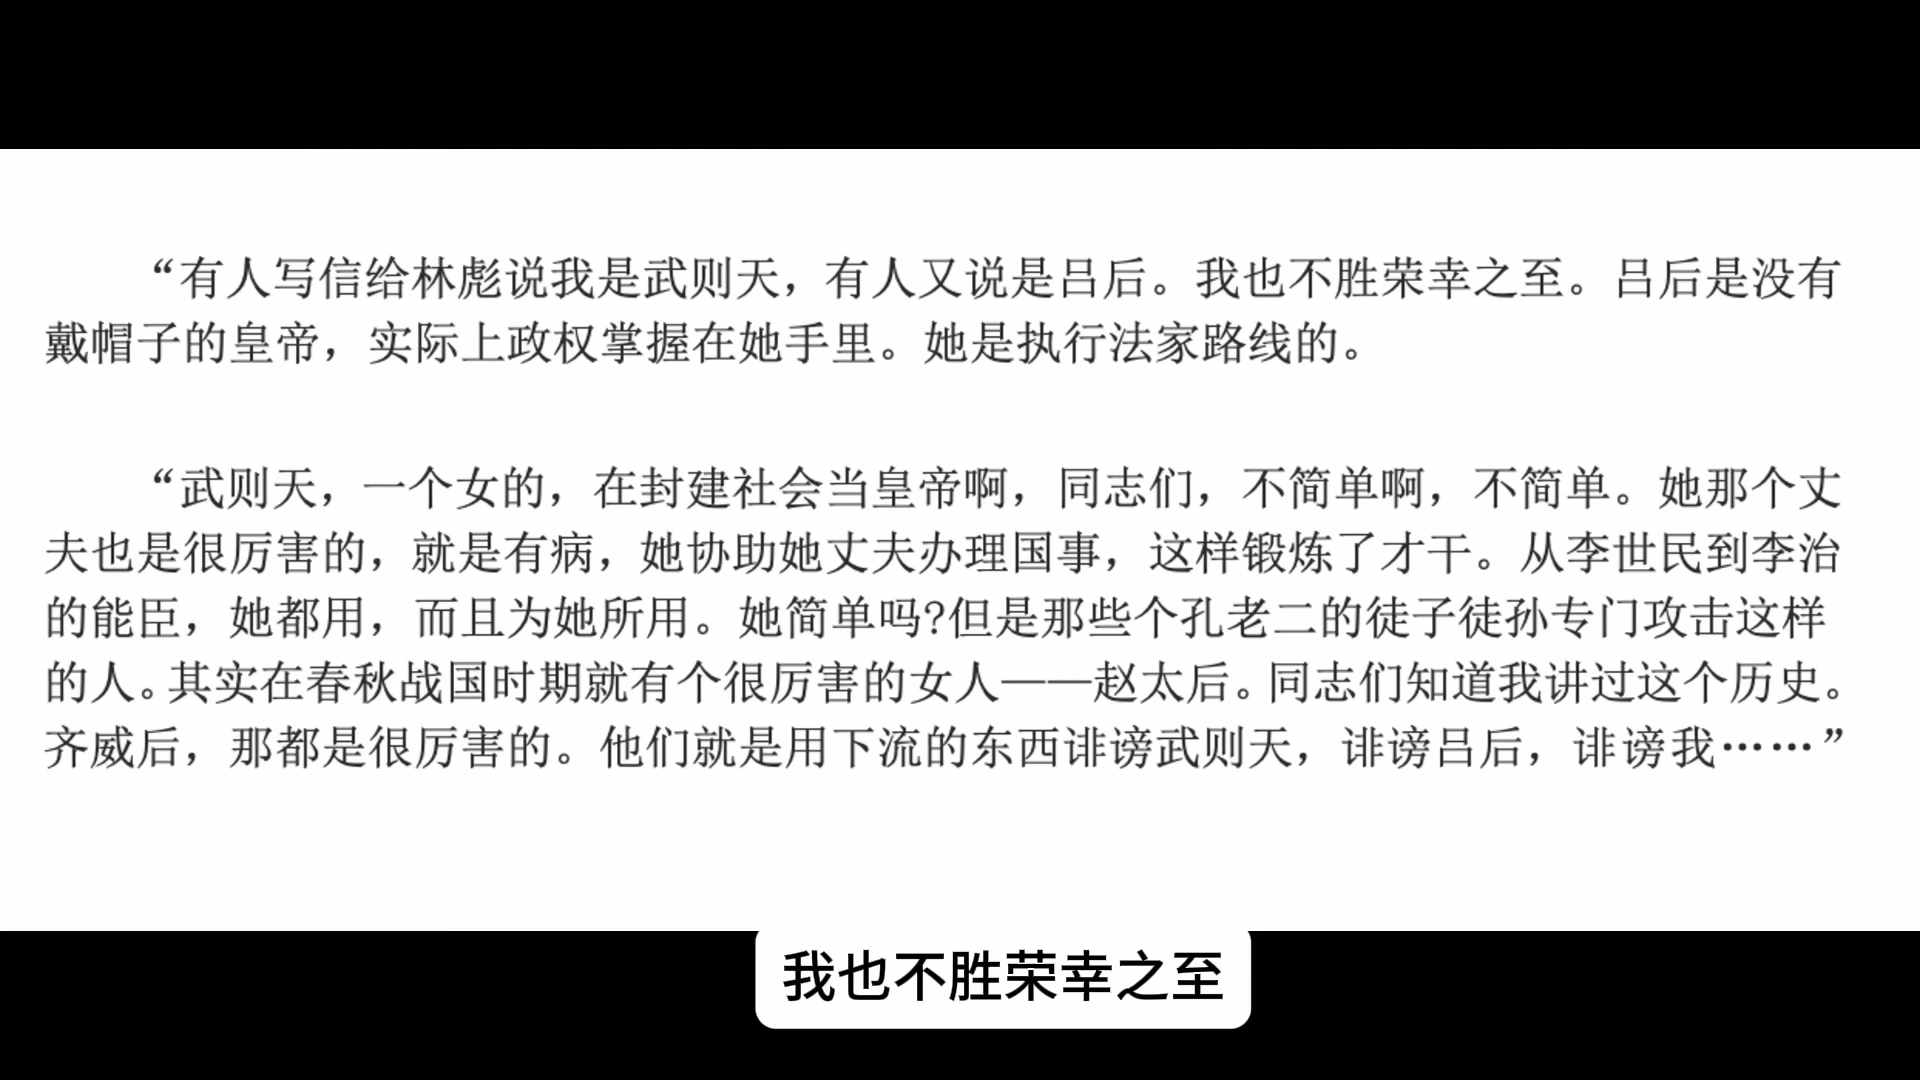 “有人写信给林彪说我是武则天，有人又说是吕后。我也不胜荣幸之至。吕后是没有
戴帽子的皇帝，实际上政权掌握在她手里。她是执行法家路线的。
“武则天，一个女的，在封建社会当皇帝啊，同志们，不简单啊，不简单。她那个丈
夫也是很厉害的，就是有病，她协助她丈夫办理国事，这样锻炼了才干。从李世民到李治
的能臣，她都用，而且为她所用。她简单吗?但是那些个孔老二的徒子徒孙专门攻击这样
的人。其实在春秋战国时期就有个很厉害的女人——赵太后。同志们知道我讲过这个历史。
齐威后，那都是很厉害的。他们就是用下流的东西诽谤武则天，诽谤吕后，诽谤我……”
我也不胜荣幸之至